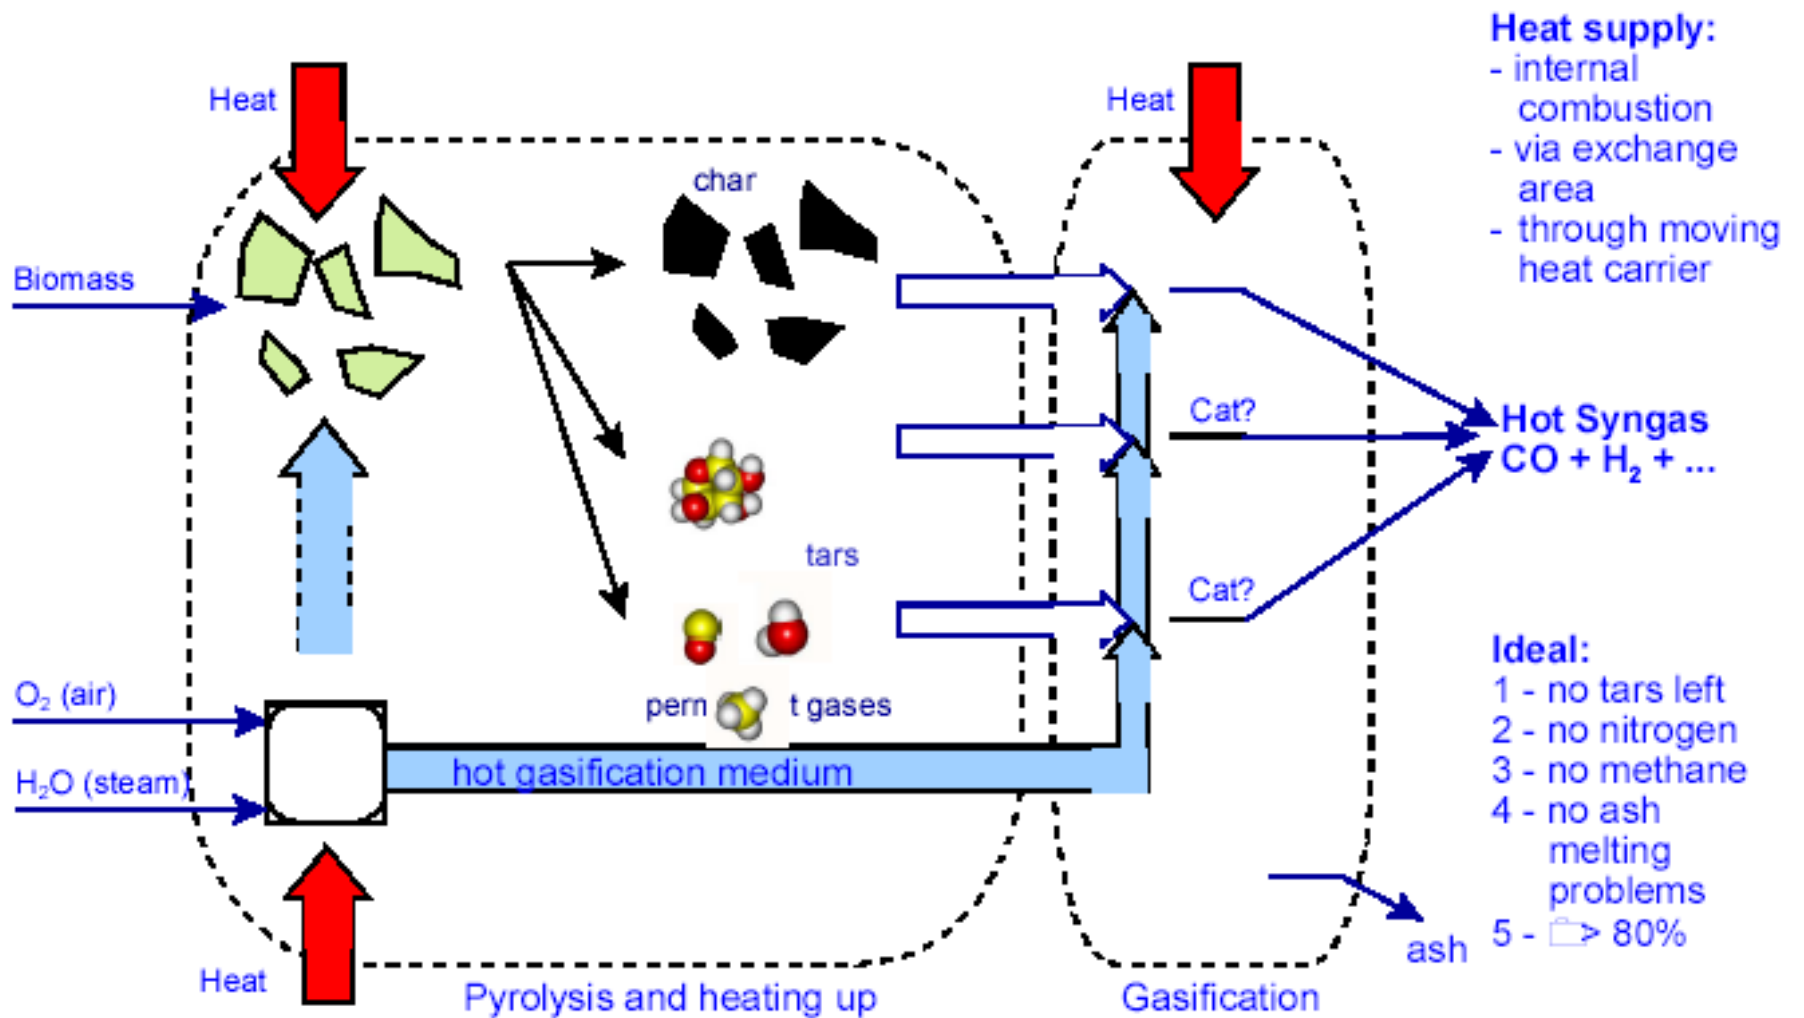 Heat supply:
- internal
combustion
- via exchange
area
- through moving
heat carrier
Heat
Heat
char
Biomass
Cat?
Hot Syngas
CO + H₂ + ...
tars
Cat?
O₂ (air)
pern t gases
H₂O (steam)
hot gasification medium
Ideal:
1 - no tars left
2 - no nitrogen
3 - no methane
4 - no ash
melting
problems
5 - > 80%
ash
Heat
Pyrolysis and heating up
Gasification